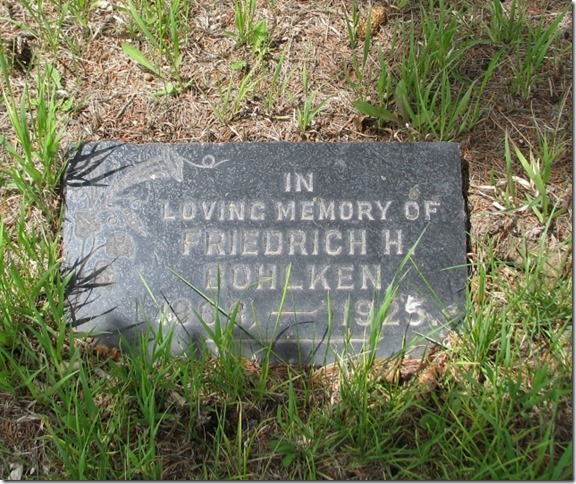 IN
LOVING MEMORY OF
FRIEDRICH H.
BOHLKEN,
— 1925.